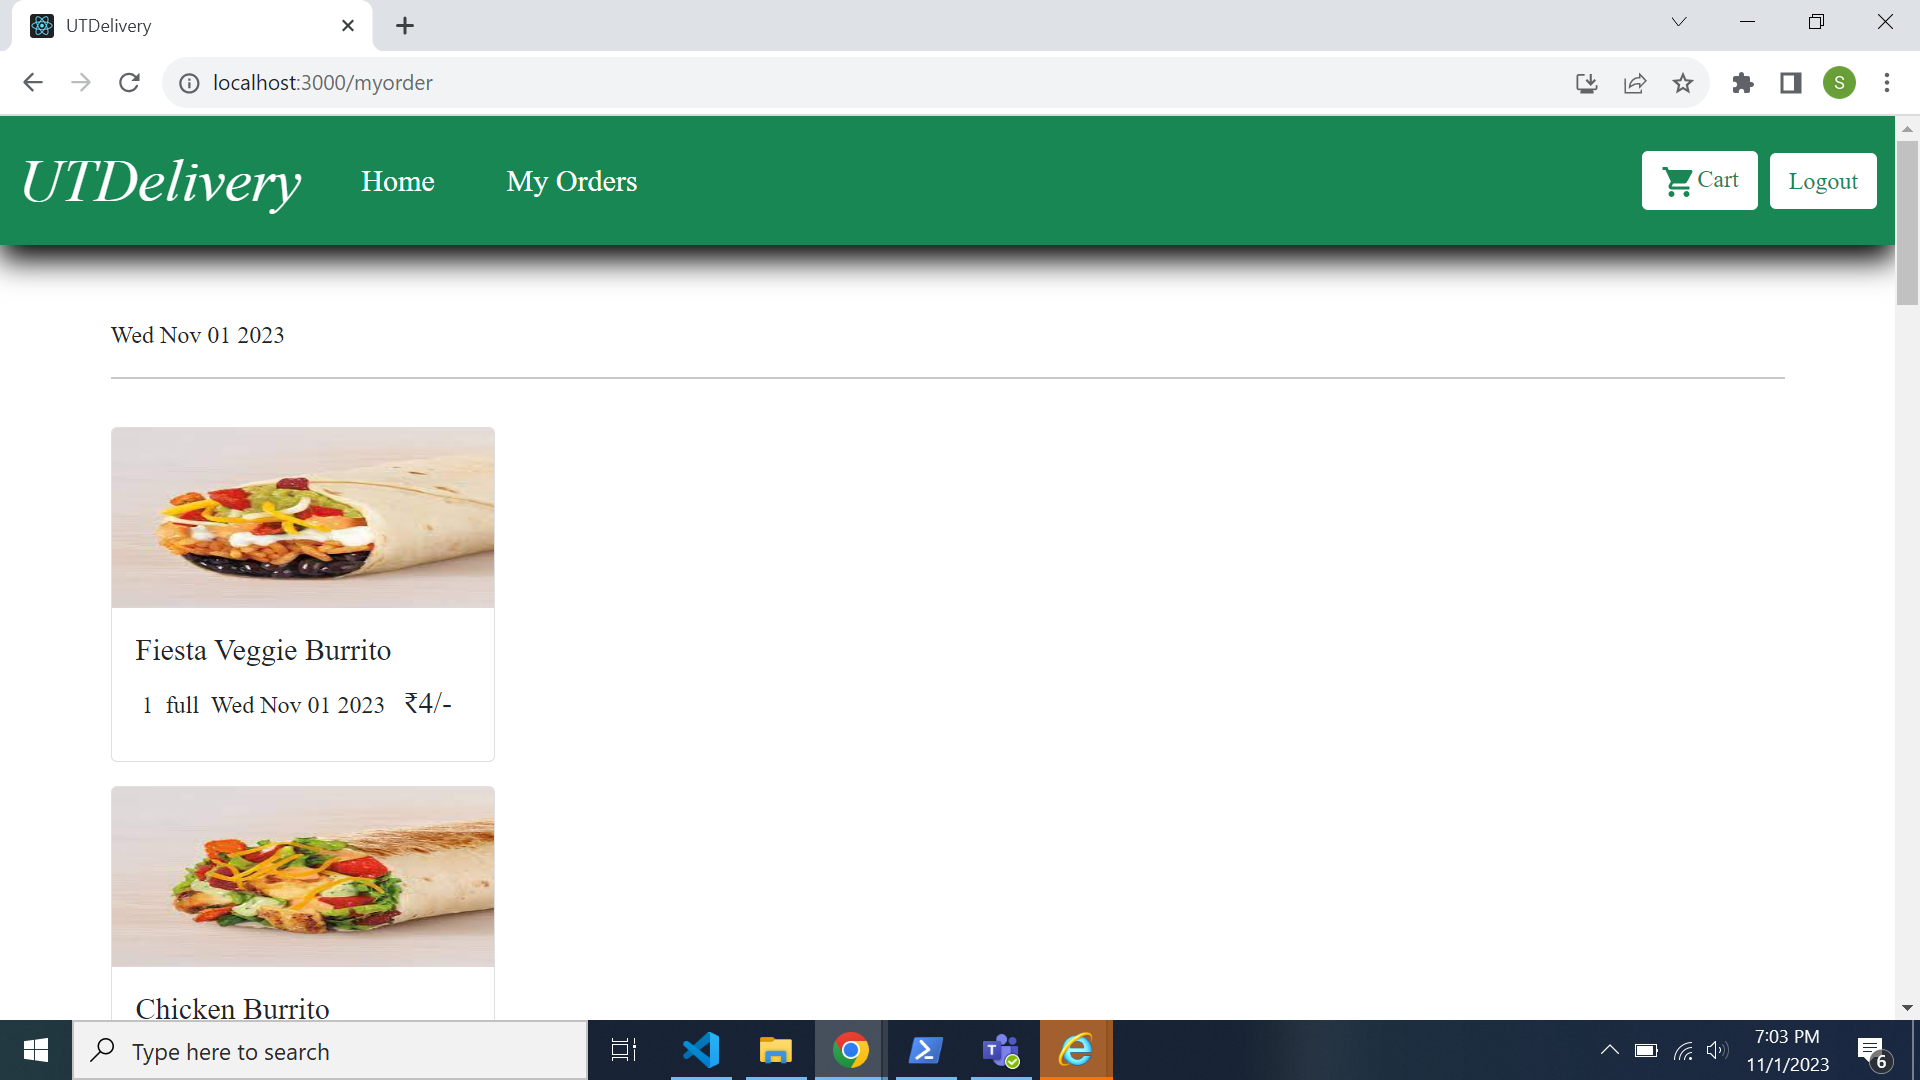 UTDelivery
localhost:3000/myorder
S
UTDelivery
Home
My Orders
Cart
Logout
Wed Nov 01 2023
Fiesta Veggie Burrito
1 full Wed Nov 01 2023 ₹4/-
Chicken Burrito
Type here to search
7:03 PM
11/1/2023
6